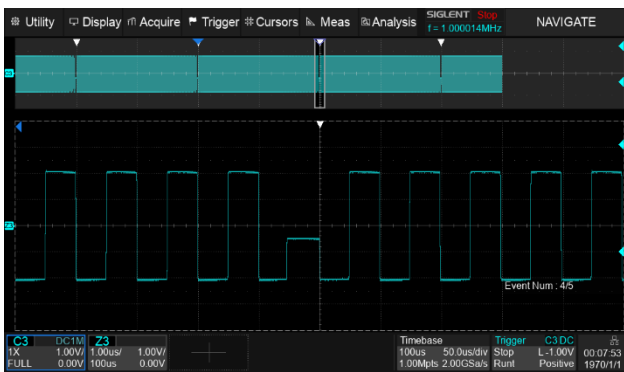 Utility Display Acquire Trigger Cursors Meas Analysis SIGLENT Stop NAVIGATE
f = 1.000014MHz
C3
Z3
Event Num : 4/5
C3 DC1M Z3 Timebase Trigger C3 DC
1X 1.00V/ 1.00us/ 1.00V/ 100us 50.0us/div Stop L -1.00V 00:07:53
FULL 0.00V 100us 0.00V 1.00Mpts 2.00GSa/s Runt Positive 1970/1/1